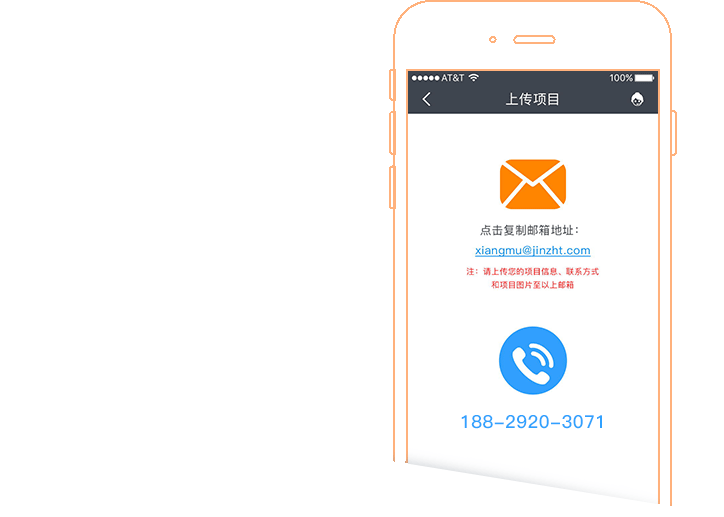 AT&T 100%
上传项目
点击复制邮箱地址：
xiangmu@jinzht.com
注：请上传您的项目信息、联系方式
和项目图片至以上邮箱
188-2920-3071